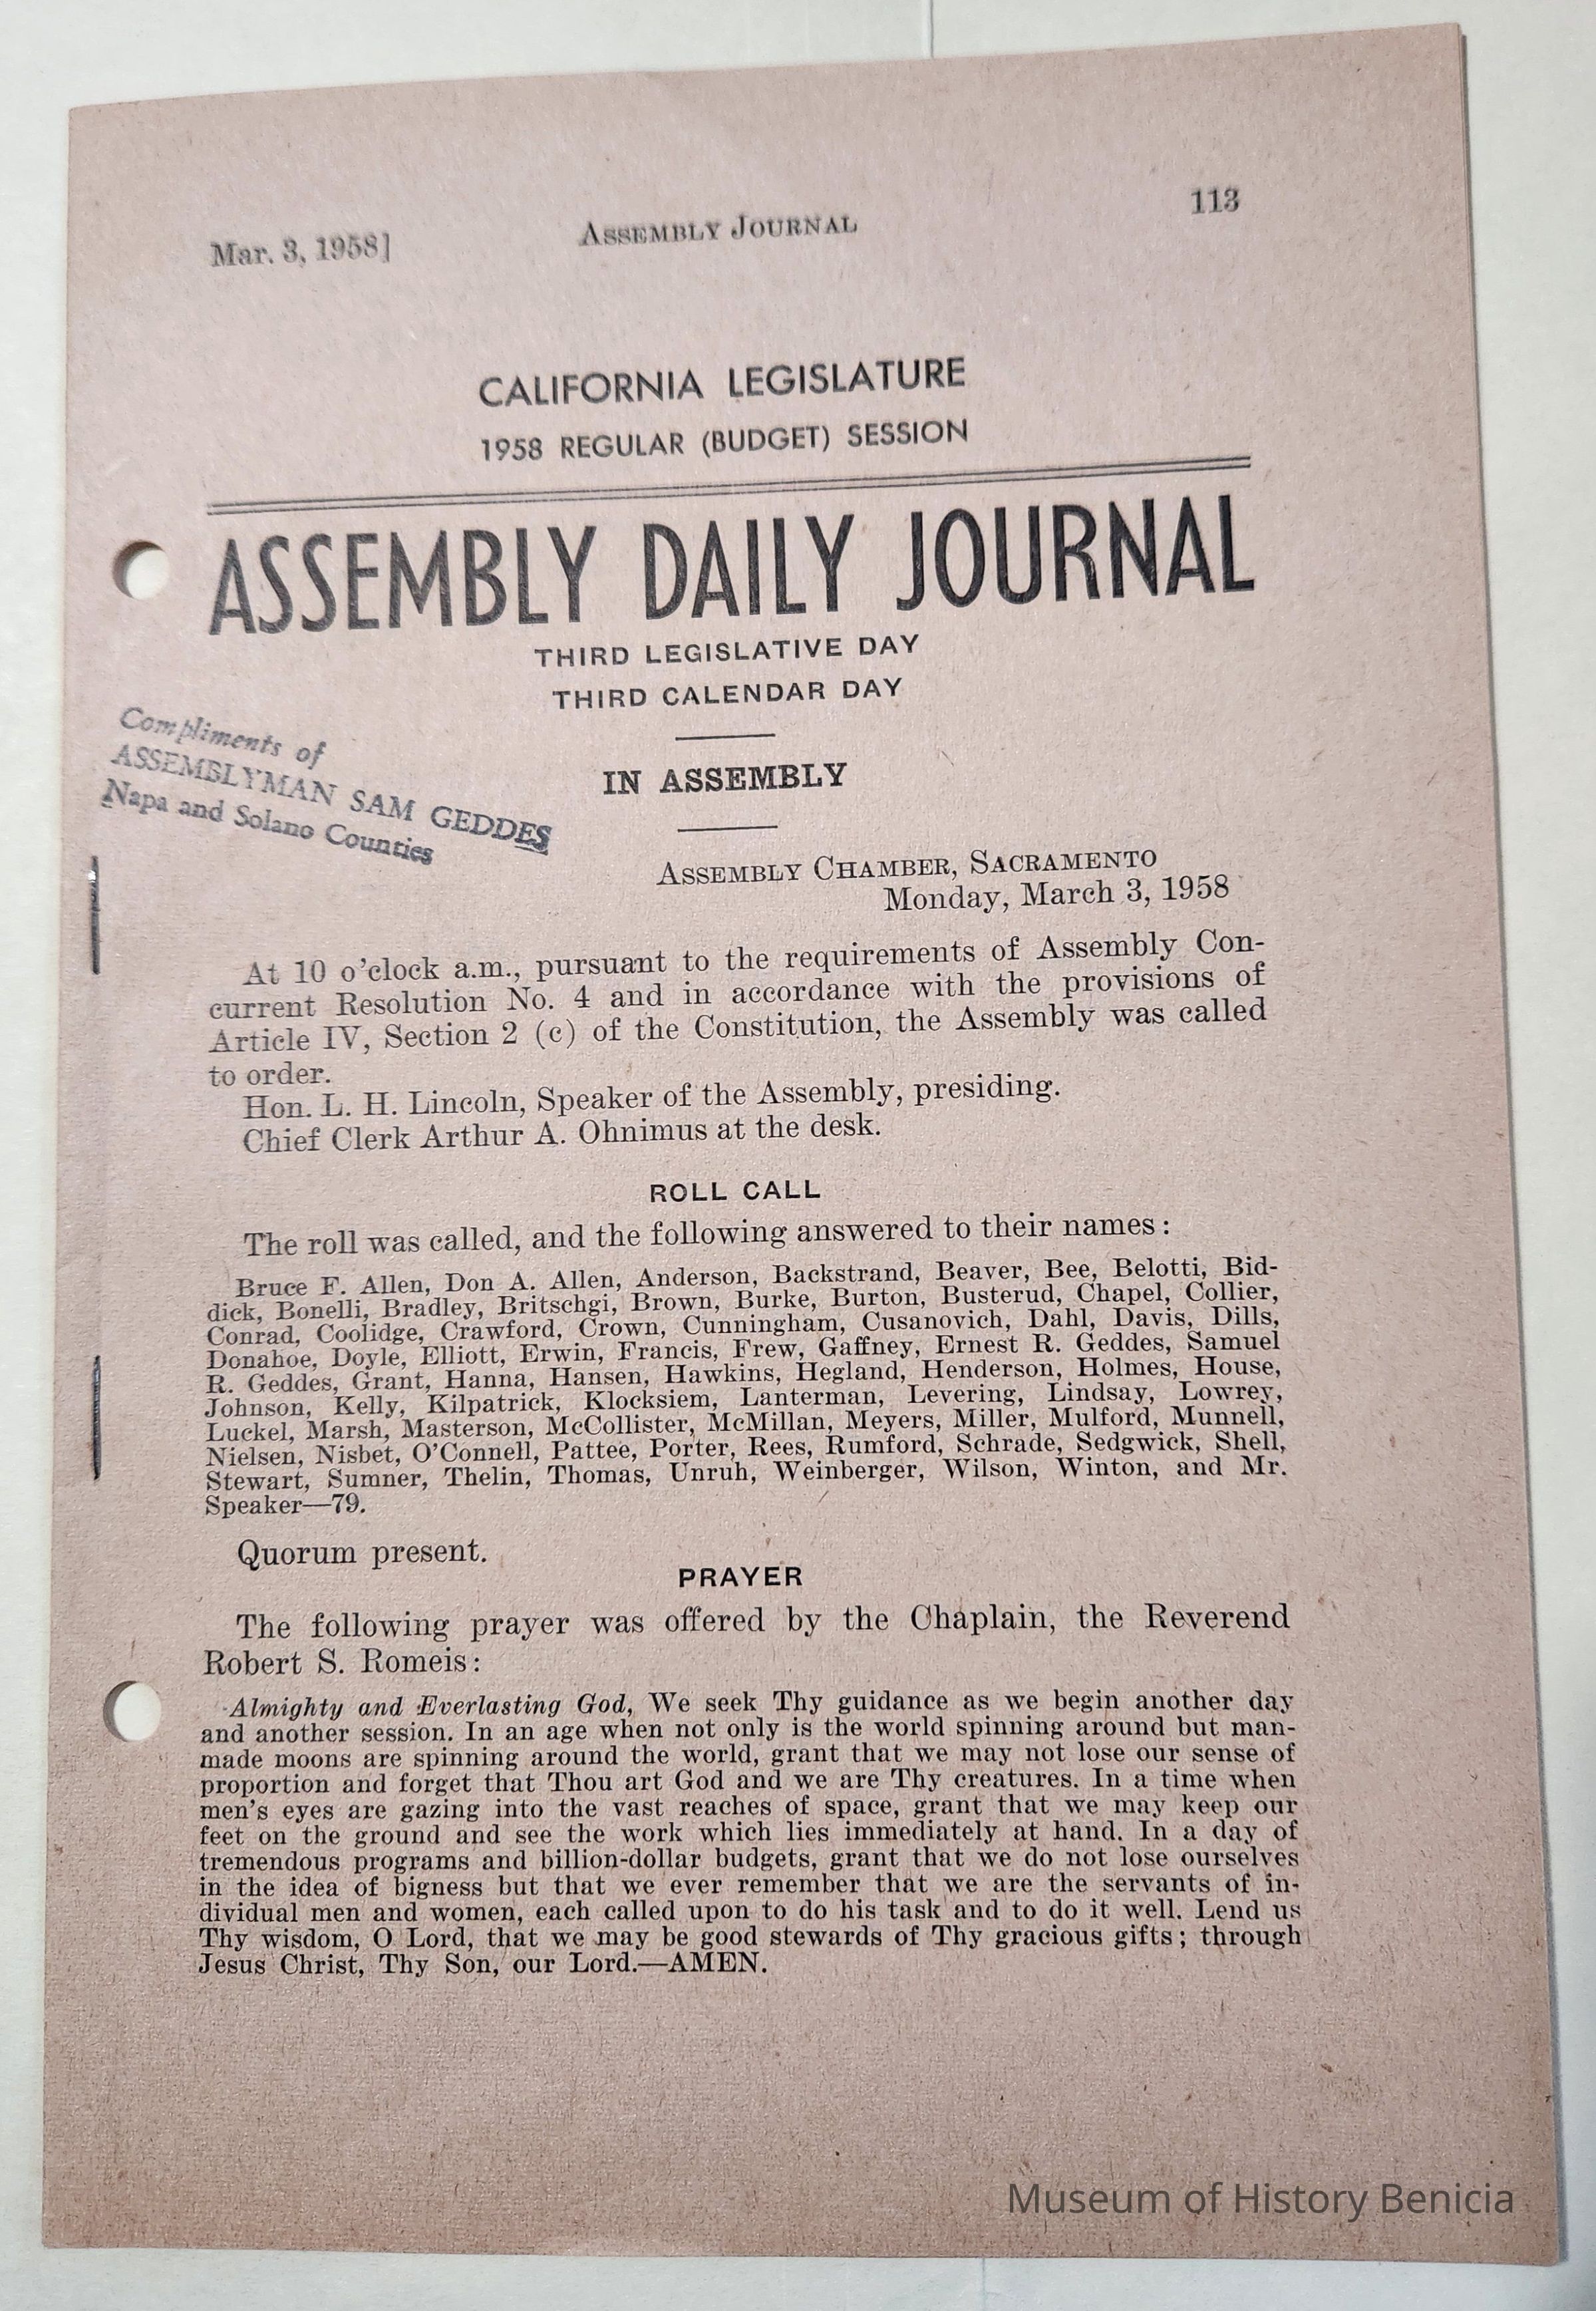 Mar. 3, 1958]
ASSEMBLY JOURNAL
113
CALIFORNIA LEGISLATURE
1958 REGULAR (BUDGET) SESSION
ASSEMBLY DAILY JOURNAL
THIRD LEGISLATIVE DAY
THIRD CALENDAR DAY
Compliments of
ASSEMBLYMAN SAM GEDDES
Napa and Solano Counties
IN ASSEMBLY
ASSEMBLY CHAMBER, SACRAMENTO
Monday, March 3, 1958
At 10 o'clock a.m., pursuant to the requirements of Assembly Con-
current Resolution No. 4 and in accordance with the provisions of
Article IV, Section 2 (c) of the Constitution, the Assembly was called
to order.
Hon. L. H. Lincoln, Speaker of the Assembly, presiding.
Chief Clerk Arthur A. Ohnimus at the desk.
ROLL CALL
The roll was called, and the following answered to their names:
Bruce F. Allen, Don A. Allen, Anderson, Backstrand, Beaver, Bee, Belotti, Bid-
dick, Bonelli, Bradley, Britschgi, Brown, Burke, Burton, Busterud, Chapel, Collier,
Conrad, Coolidge, Crawford, Crown, Cunningham, Cusanovich, Dahl, Davis, Dills,
Donahoe, Doyle, Elliott, Erwin, Francis, Frew, Gaffney, Ernest R. Geddes, Samuel
R. Geddes, Grant, Hanna, Hansen, Hawkins, Hegland, Henderson, Holmes, House,
Johnson, Kelly, Kilpatrick, Klocksiem, Lanterman, Levering, Lindsay, Lowrey,
Luckel, Marsh, Masterson, McCollister, McMillan, Meyers, Miller, Mulford, Munnell,
Nielsen, Nisbet, O'Connell, Pattee, Porter, Rees, Rumford, Schrade, Sedgwick, Shell,
Stewart, Sumner, Thelin, Thomas, Unruh, Weinberger, Wilson, Winton, and Mr.
Speaker—79.
Quorum present.
PRAYER
The following prayer was offered by the Chaplain, the Reverend
Robert S. Romeis:
Almighty and Everlasting God, We seek Thy guidance as we begin another day
and another session. In an age when not only is the world spinning around but man-
made moons are spinning around the world, grant that we may not lose our sense of
proportion and forget that Thou art God and we are Thy creatures. In a time when
men's eyes are gazing into the vast reaches of space, grant that we may keep our
feet on the ground and see the work which lies immediately at hand. In a day of
tremendous programs and billion-dollar budgets, grant that we do not lose ourselves
in the idea of bigness but that we ever remember that we are the servants of in-
dividual men and women, each called upon to do his task and to do it well. Lend us
Thy wisdom, O Lord, that we may be good stewards of Thy gracious gifts; through
Jesus Christ, Thy Son, our Lord.—AMEN.
Museum of History Benicia